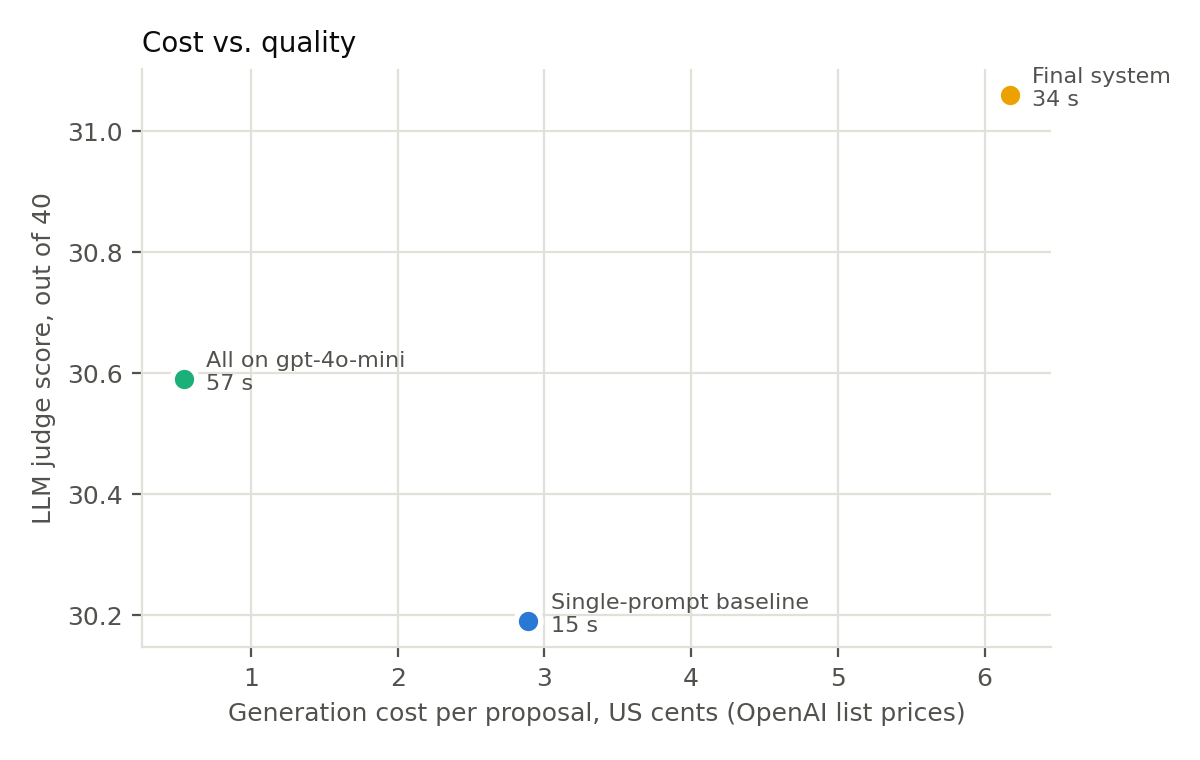 Cost vs. quality
Final system
34 s
31.0
30.8
All on gpt-4o-mini
30.6
57 s
30.4
Single-prompt baseline
30.2
15 s
LLM judge score, out of 40
1 2 3 4 5 6
Generation cost per proposal, US cents (OpenAI list prices)